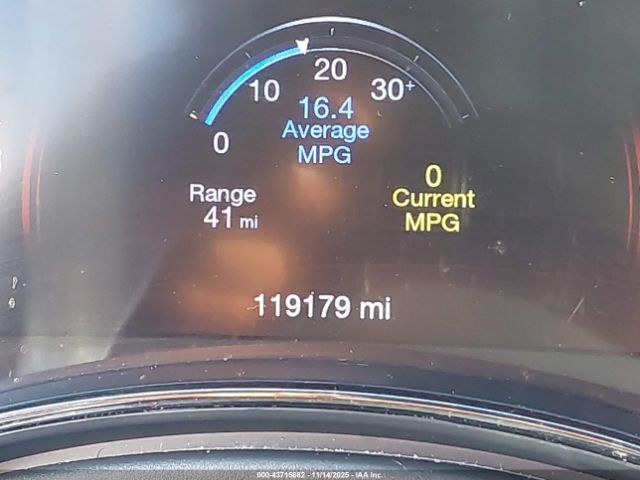 20
10
30+
16.4
Average
MPG
0
0
Current
MPG
Range
41 mi
119179 mi
000-43715682 - 11/14/2025 - IAA Inc.